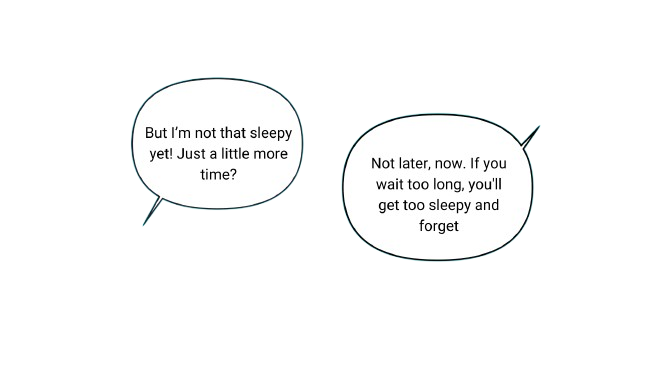 But I’m not that sleepy
yet! Just a little more
time?
Not later, now. If you
wait too long, you'll
get too sleepy and
forget